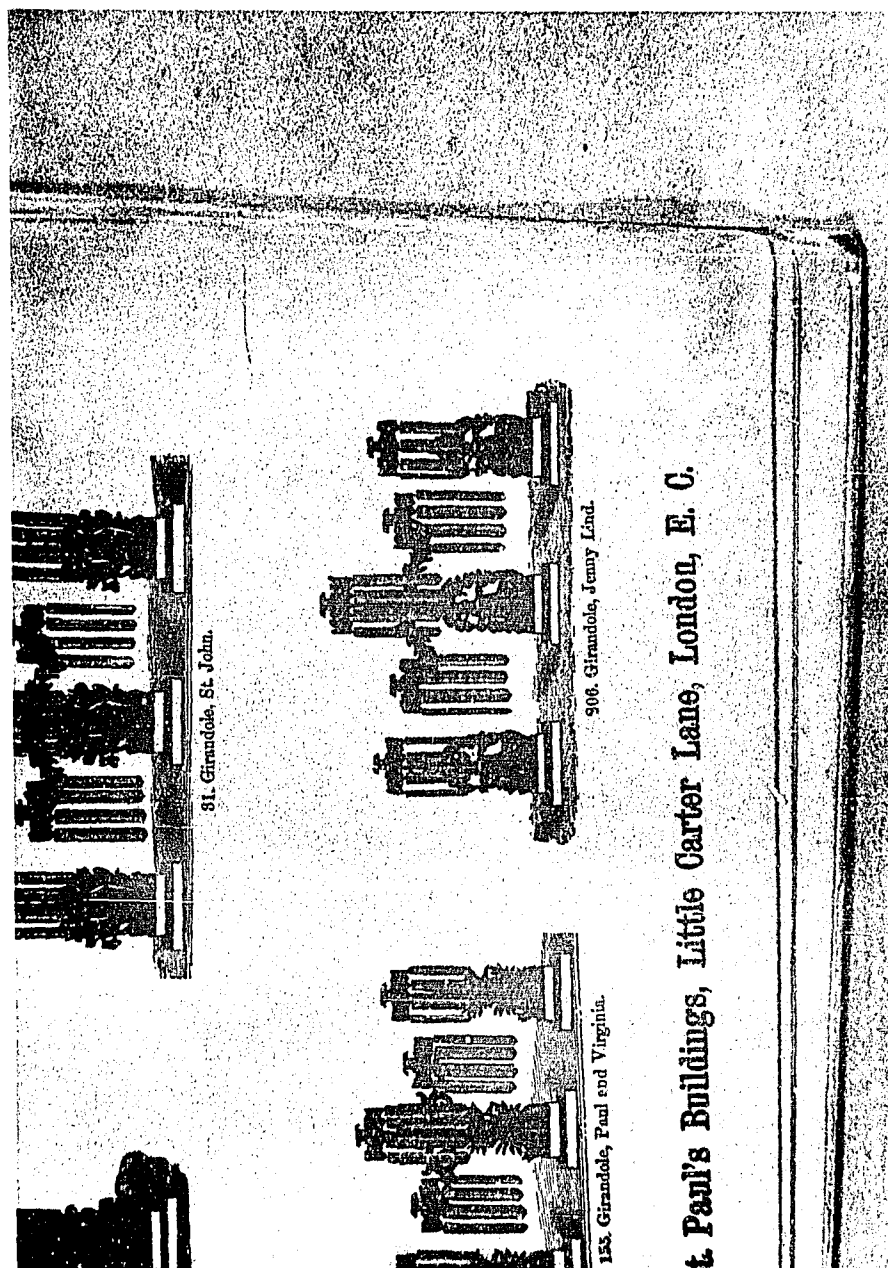 31. Girandole, St. John.
153. Girandole, Paul and Virginia.
906. Girandole, Jenny Lind.
t. Paul's Buildings, Little Carter Lane, London, E. C.